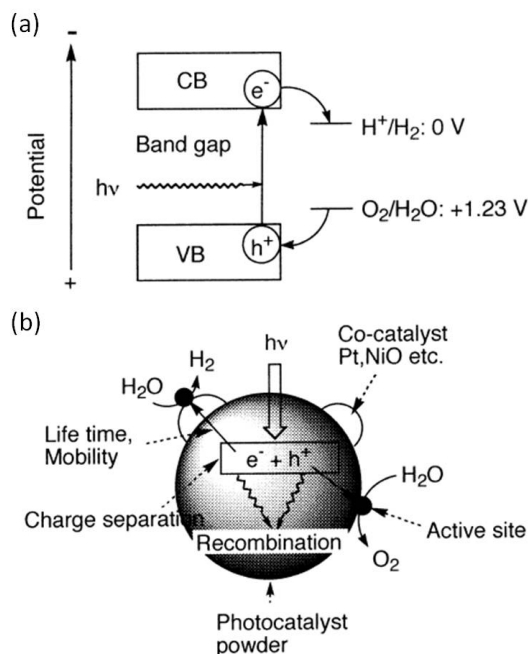 (a)
-
CB
e⁻
H⁺/H₂: 0 V
Band gap
Potential
hν
O₂/H₂O: +1.23 V
h⁺
VB
+
(b)
hν
Co-catalyst
Pt,NiO etc.
H₂
H₂O
Life time,
Mobility
e⁻ + h⁺
H₂O
Charge separation
Active site
Recombination
O₂
Photocatalyst
powder